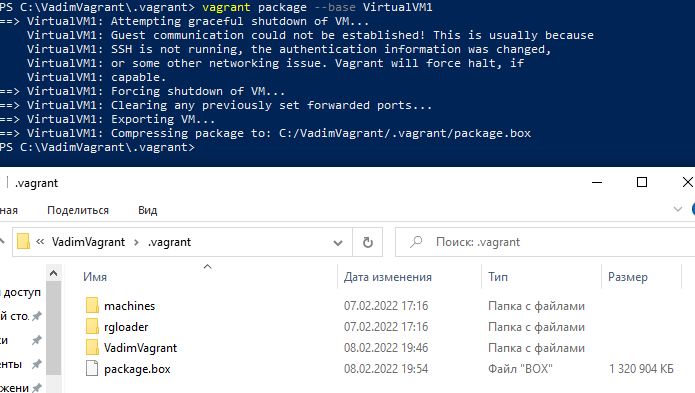 PS C:\VadimVagrant\.vagrant> vagrant package --base VirtualVM1
==> VirtualVM1: Attempting graceful shutdown of VM...
VirtualVM1: Guest communication could not be established! This is usually because
VirtualVM1: SSH is not running, the authentication information was changed,
VirtualVM1: or some other networking issue. Vagrant will force halt, if
VirtualVM1: capable.
==> VirtualVM1: Forcing shutdown of VM...
==> VirtualVM1: Clearing any previously set forwarded ports...
==> VirtualVM1: Exporting VM...
==> VirtualVM1: Compressing package to: C:/VadimVagrant/.vagrant/package.box
PS C:\VadimVagrant\.vagrant>
.vagrant
ная Поделиться Вид
« VadimVagrant › .vagrant Поиск: .vagrant
Имя Дата изменения Тип Размер
доступ
й сто.
ки
енты
жени
machines 07.02.2022 17:16 Папка с файлами
rgloader 07.02.2022 17:16 Папка с файлами
VadimVagrant 08.02.2022 19:46 Папка с файлами
package.box 08.02.2022 19:54 Файл "BOX" 1 320 904 КБ